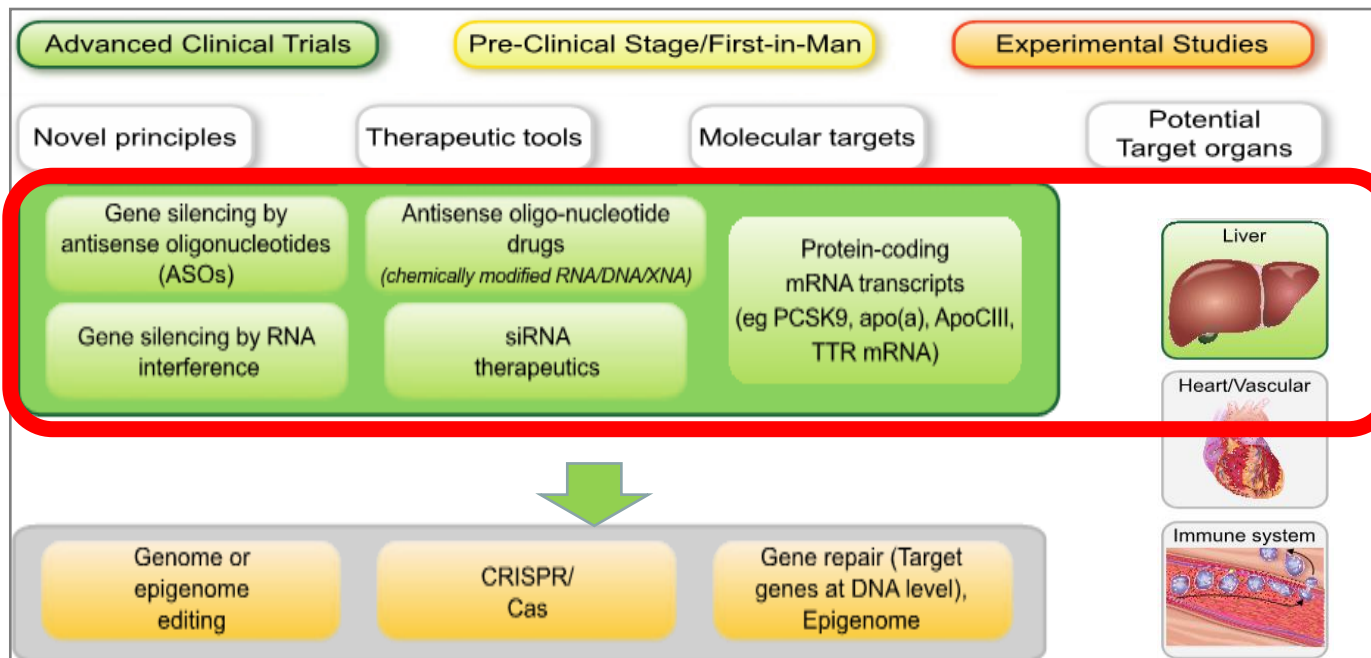 Advanced Clinical Trials
Pre-Clinical Stage/First-in-Man
Experimental Studies
Novel principles
Therapeutic tools
Molecular targets
Potential
Target organs
Gene silencing by
antisense oligonucleotides
(ASOs)
Antisense oligo-nucleotide
drugs
(chemically modified RNA/DNA/XNA)
Protein-coding
mRNA transcripts
(eg PCSK9, apo(a), ApoCIII,
TTR mRNA)
Liver
Gene silencing by RNA
interference
siRNA
therapeutics
Heart/Vascular
Genome or
epigenome
editing
CRISPR/
Cas
Gene repair (Target
genes at DNA level),
Epigenome
Immune system